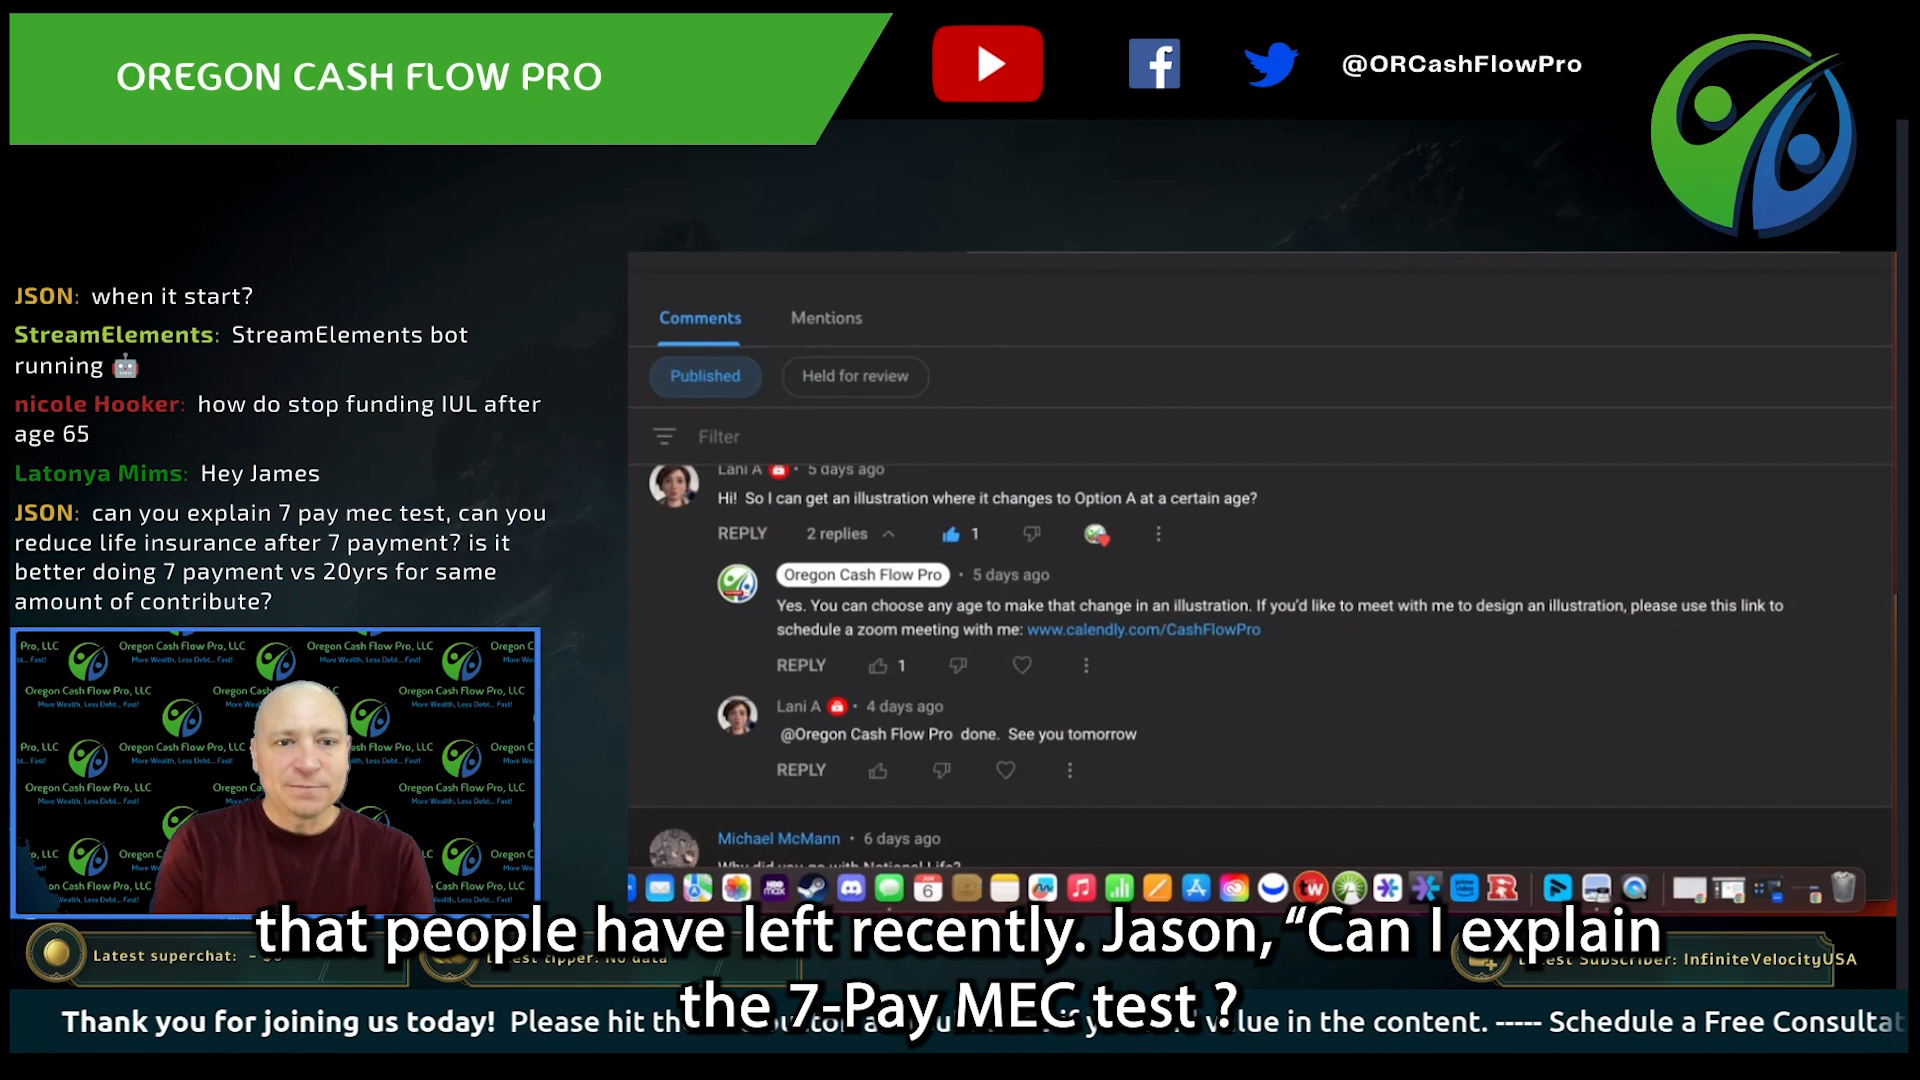 OREGON CASH FLOW PRO
@ORCashFlowPro
JSON: when it start?
StreamElements: StreamElements bot
running
nicole Hooker: how do stop funding IUL after
age 65
Latonya Mims: Hey James
JSON: can you explain 7 pay mec test, can you
reduce life insurance after 7 payment? is it
better doing 7 payment vs 20yrs for same
amount of contribute?
Comments Mentions
Published Held for review
Filter
Lani A • 5 days ago
Hi! So I can get an illustration where it changes to Option A at a certain age?
REPLY 2 replies 1
Oregon Cash Flow Pro • 5 days ago
Yes. You can choose any age to make that change in an illustration. If you'd like to meet with me to design an illustration, please use this link to
schedule a zoom meeting with me: www.calendly.com/CashFlowPro
REPLY 1
Lani A • 4 days ago
@Oregon Cash Flow Pro done. See you tomorrow
REPLY
Michael McMann • 6 days ago
Why did you go with National Life?
Oregon Cash Flow Pro, LLC
More Wealth, Less Debt... Fast!
that people have left recently. Jason, “Can I explain
the 7-Pay MEC test ?
Latest superchat: -
Latest Subscriber: InfiniteVelocityUSA
Thank you for joining us today! Please hit th value in the content. ----- Schedule a Free Consultat